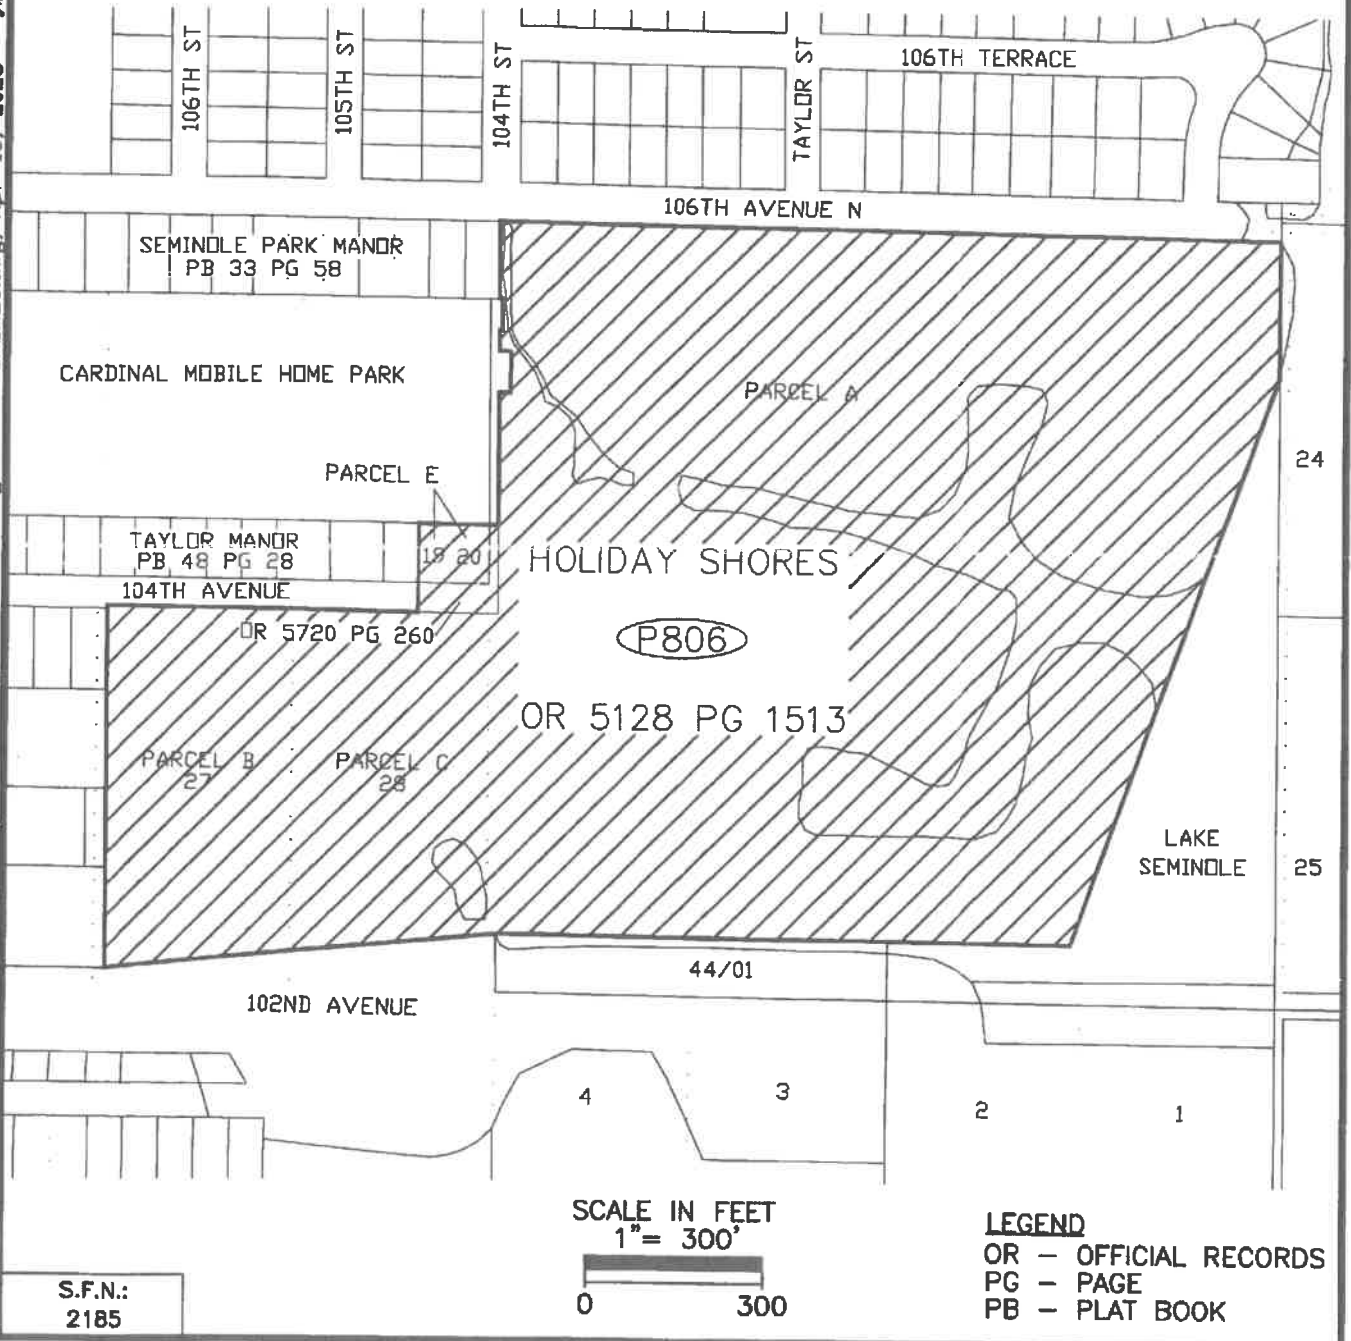 106TH ST
105TH ST
104TH ST
TAYLOR ST
106TH TERRACE
106TH AVENUE N
SEMINOLE PARK MANOR
PB 33 PG 58
CARDINAL MOBILE HOME PARK
PARCEL A
24
PARCEL E
TAYLOR MANOR
PB 48 PG 28
19 20
HOLIDAY SHORES
104TH AVENUE
OR 5720 PG 260
P806
OR 5128 PG 1513
PARCEL B
27
PARCEL C
28
LAKE
SEMINOLE
25
44/01
102ND AVENUE
4
3
2
1
SCALE IN FEET
1"= 300'
0 300
LEGEND
OR – OFFICIAL RECORDS
PG – PAGE
PB – PLAT BOOK
S.F.N.:
2185